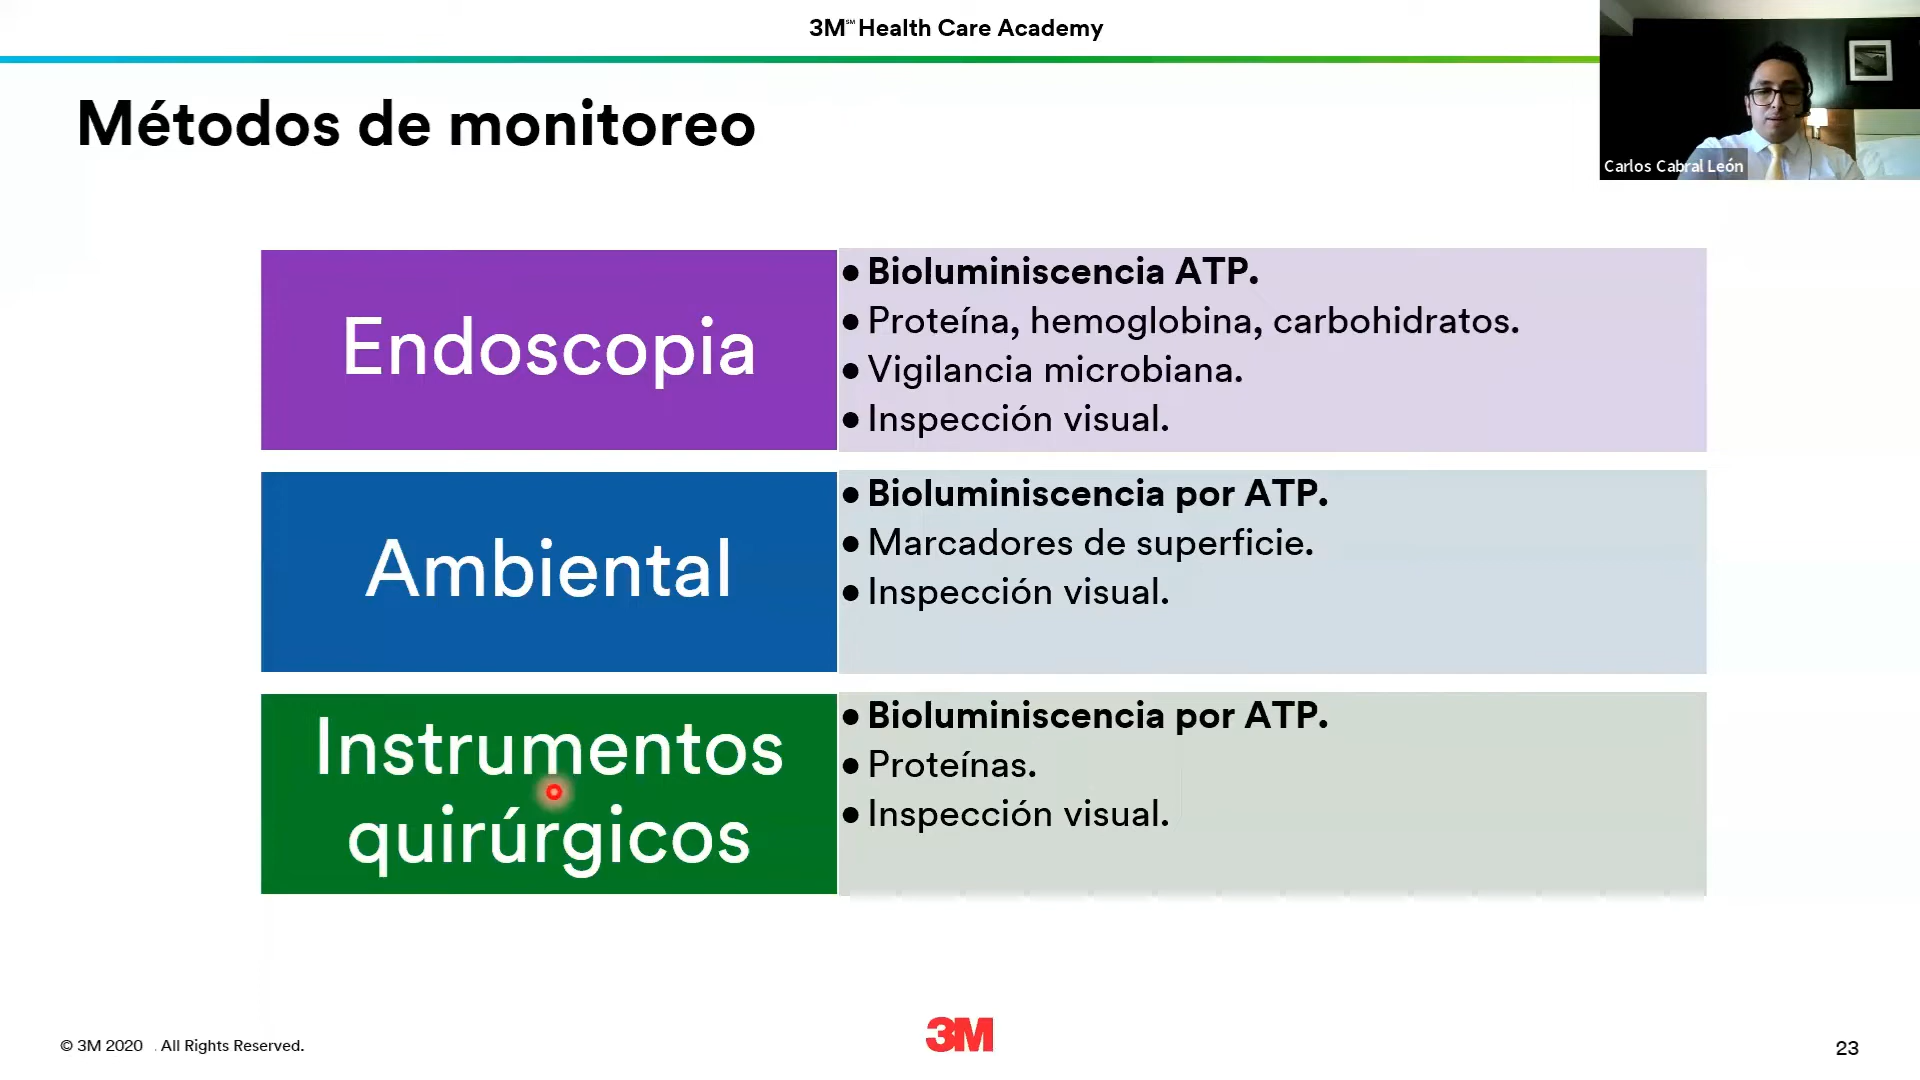 3M℠ Health Care Academy
Carlos Cabral León
Métodos de monitoreo
Endoscopia
● Bioluminiscencia ATP.
● Proteína, hemoglobina, carbohidratos.
● Vigilancia microbiana.
● Inspección visual.
Ambiental
● Bioluminiscencia por ATP.
● Marcadores de superficie.
● Inspección visual.
Instrumentos
quirúrgicos
● Bioluminiscencia por ATP.
● Proteínas.
● Inspección visual.
© 3M 2020 . All Rights Reserved.
3M
23